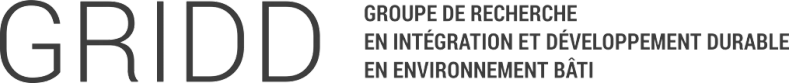 GRIDD
GROUPE DE RECHERCHE
EN INTÉGRATION ET DÉVELOPPEMENT DURABLE
EN ENVIRONNEMENT BÂTI